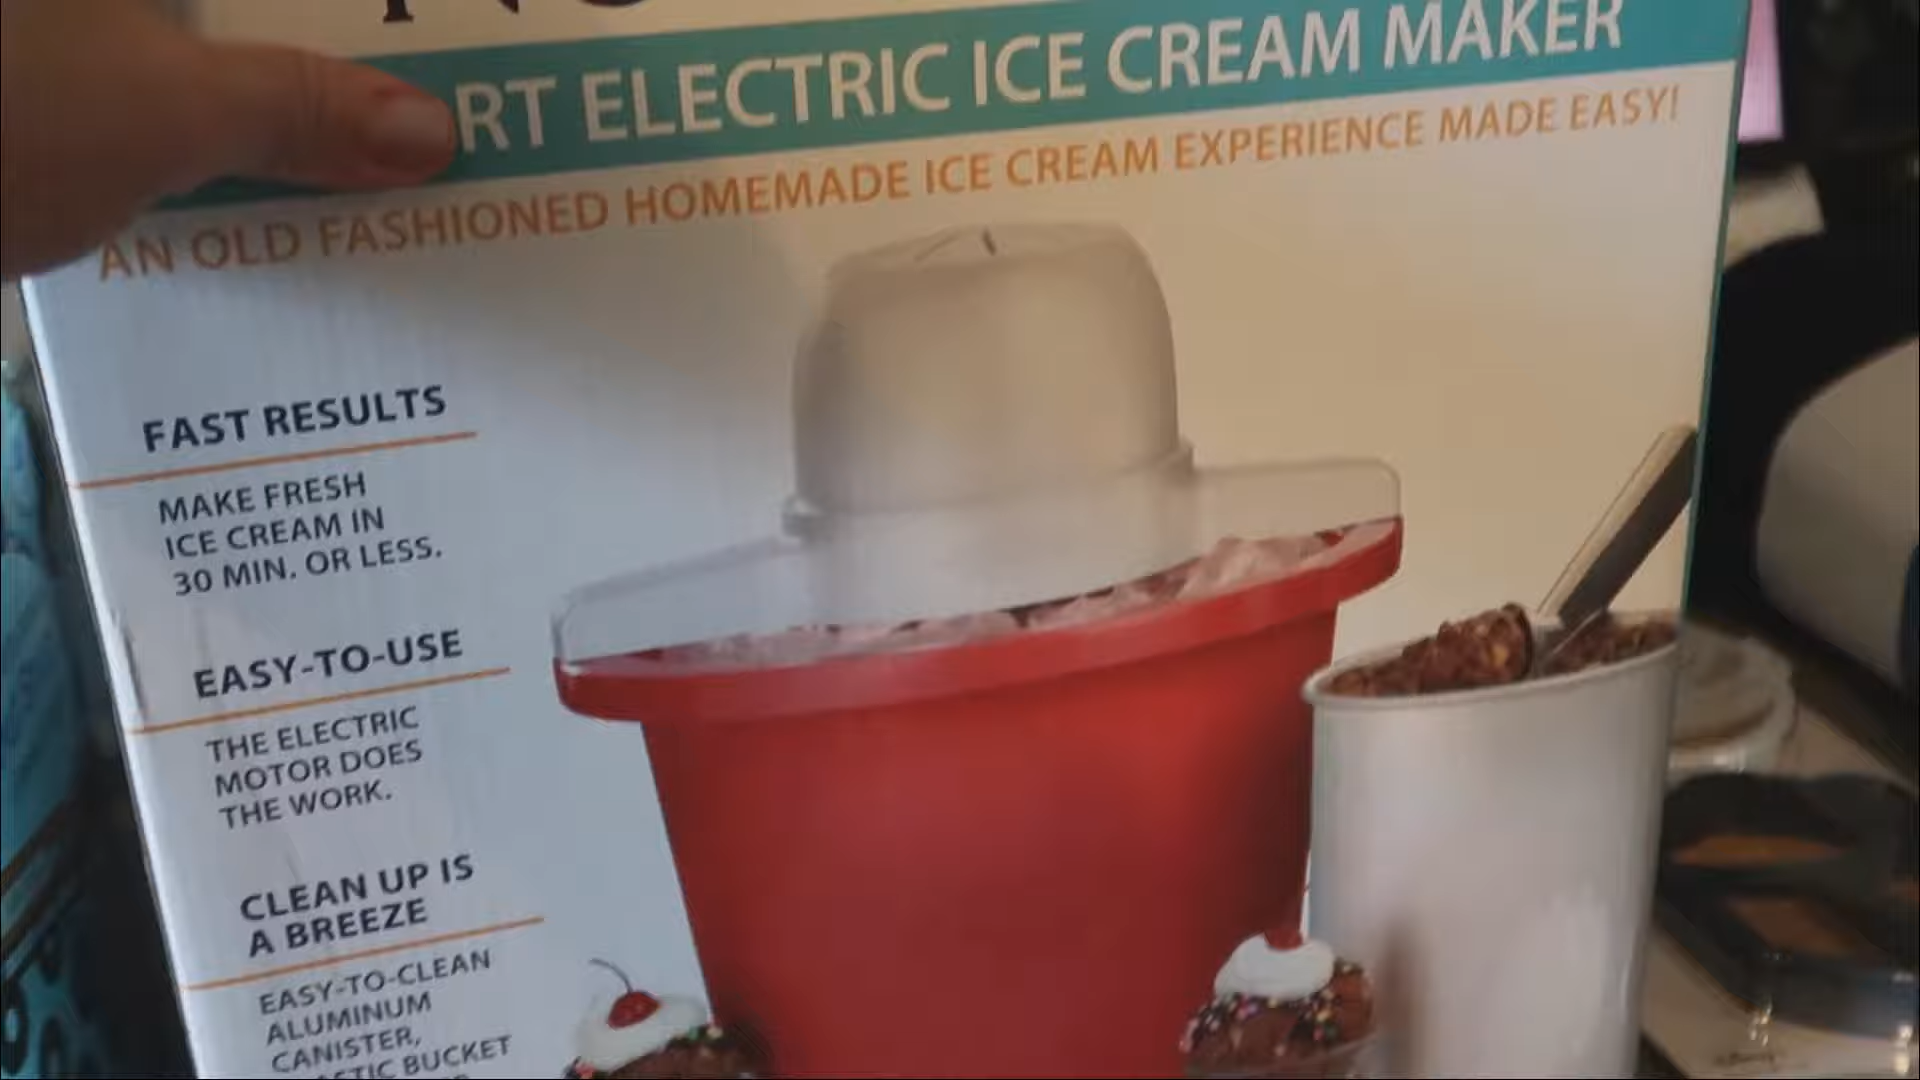 RT ELECTRIC ICE CREAM MAKER
AN OLD FASHIONED HOMEMADE ICE CREAM EXPERIENCE MADE EASY!
FAST RESULTS
MAKE FRESH
ICE CREAM IN
30 MIN. OR LESS.
EASY-TO-USE
THE ELECTRIC
MOTOR DOES
THE WORK.
CLEAN UP IS
A BREEZE
EASY-TO-CLEAN
ALUMINUM
CANISTER,
BUCKET